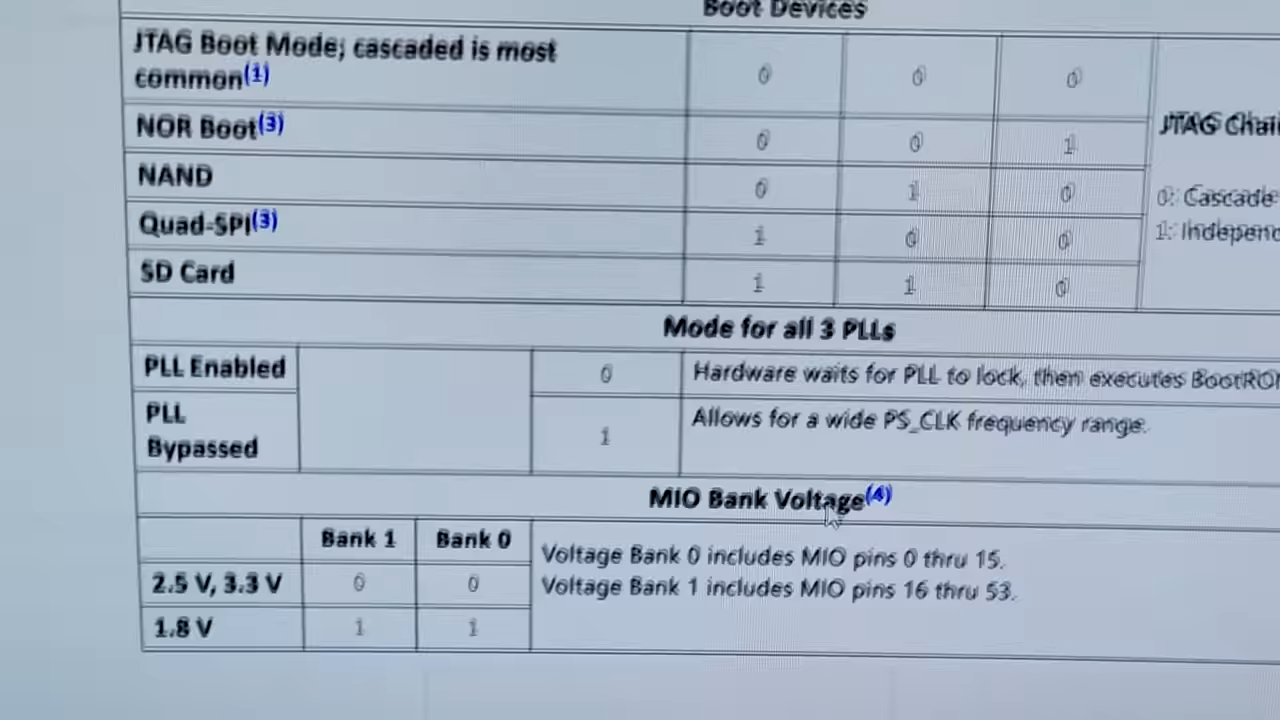 Boot Devices
JTAG Boot Mode; cascaded is most
common(1)
0 0 0
NOR Boot(3) 0 0 1
JTAG
NAND 0 1 0
0: Cascade
Quad-SPI(3) 1 0 0
1:
SD Card 1 1 0
Mode for all 3 PLLs
PLL Enabled 0 Hardware waits for PLL to lock, then executes
PLL
Bypassed
1 Allows for a wide PS_CLK frequency range.
MIO Bank Voltage(4)
Bank 1 Bank 0
Voltage Bank 0 includes MIO pins 0 thru 15.
Voltage Bank 1 includes MIO pins 16 thru 53.
2.5 V, 3.3 V 0 0
1.8 V 1 1